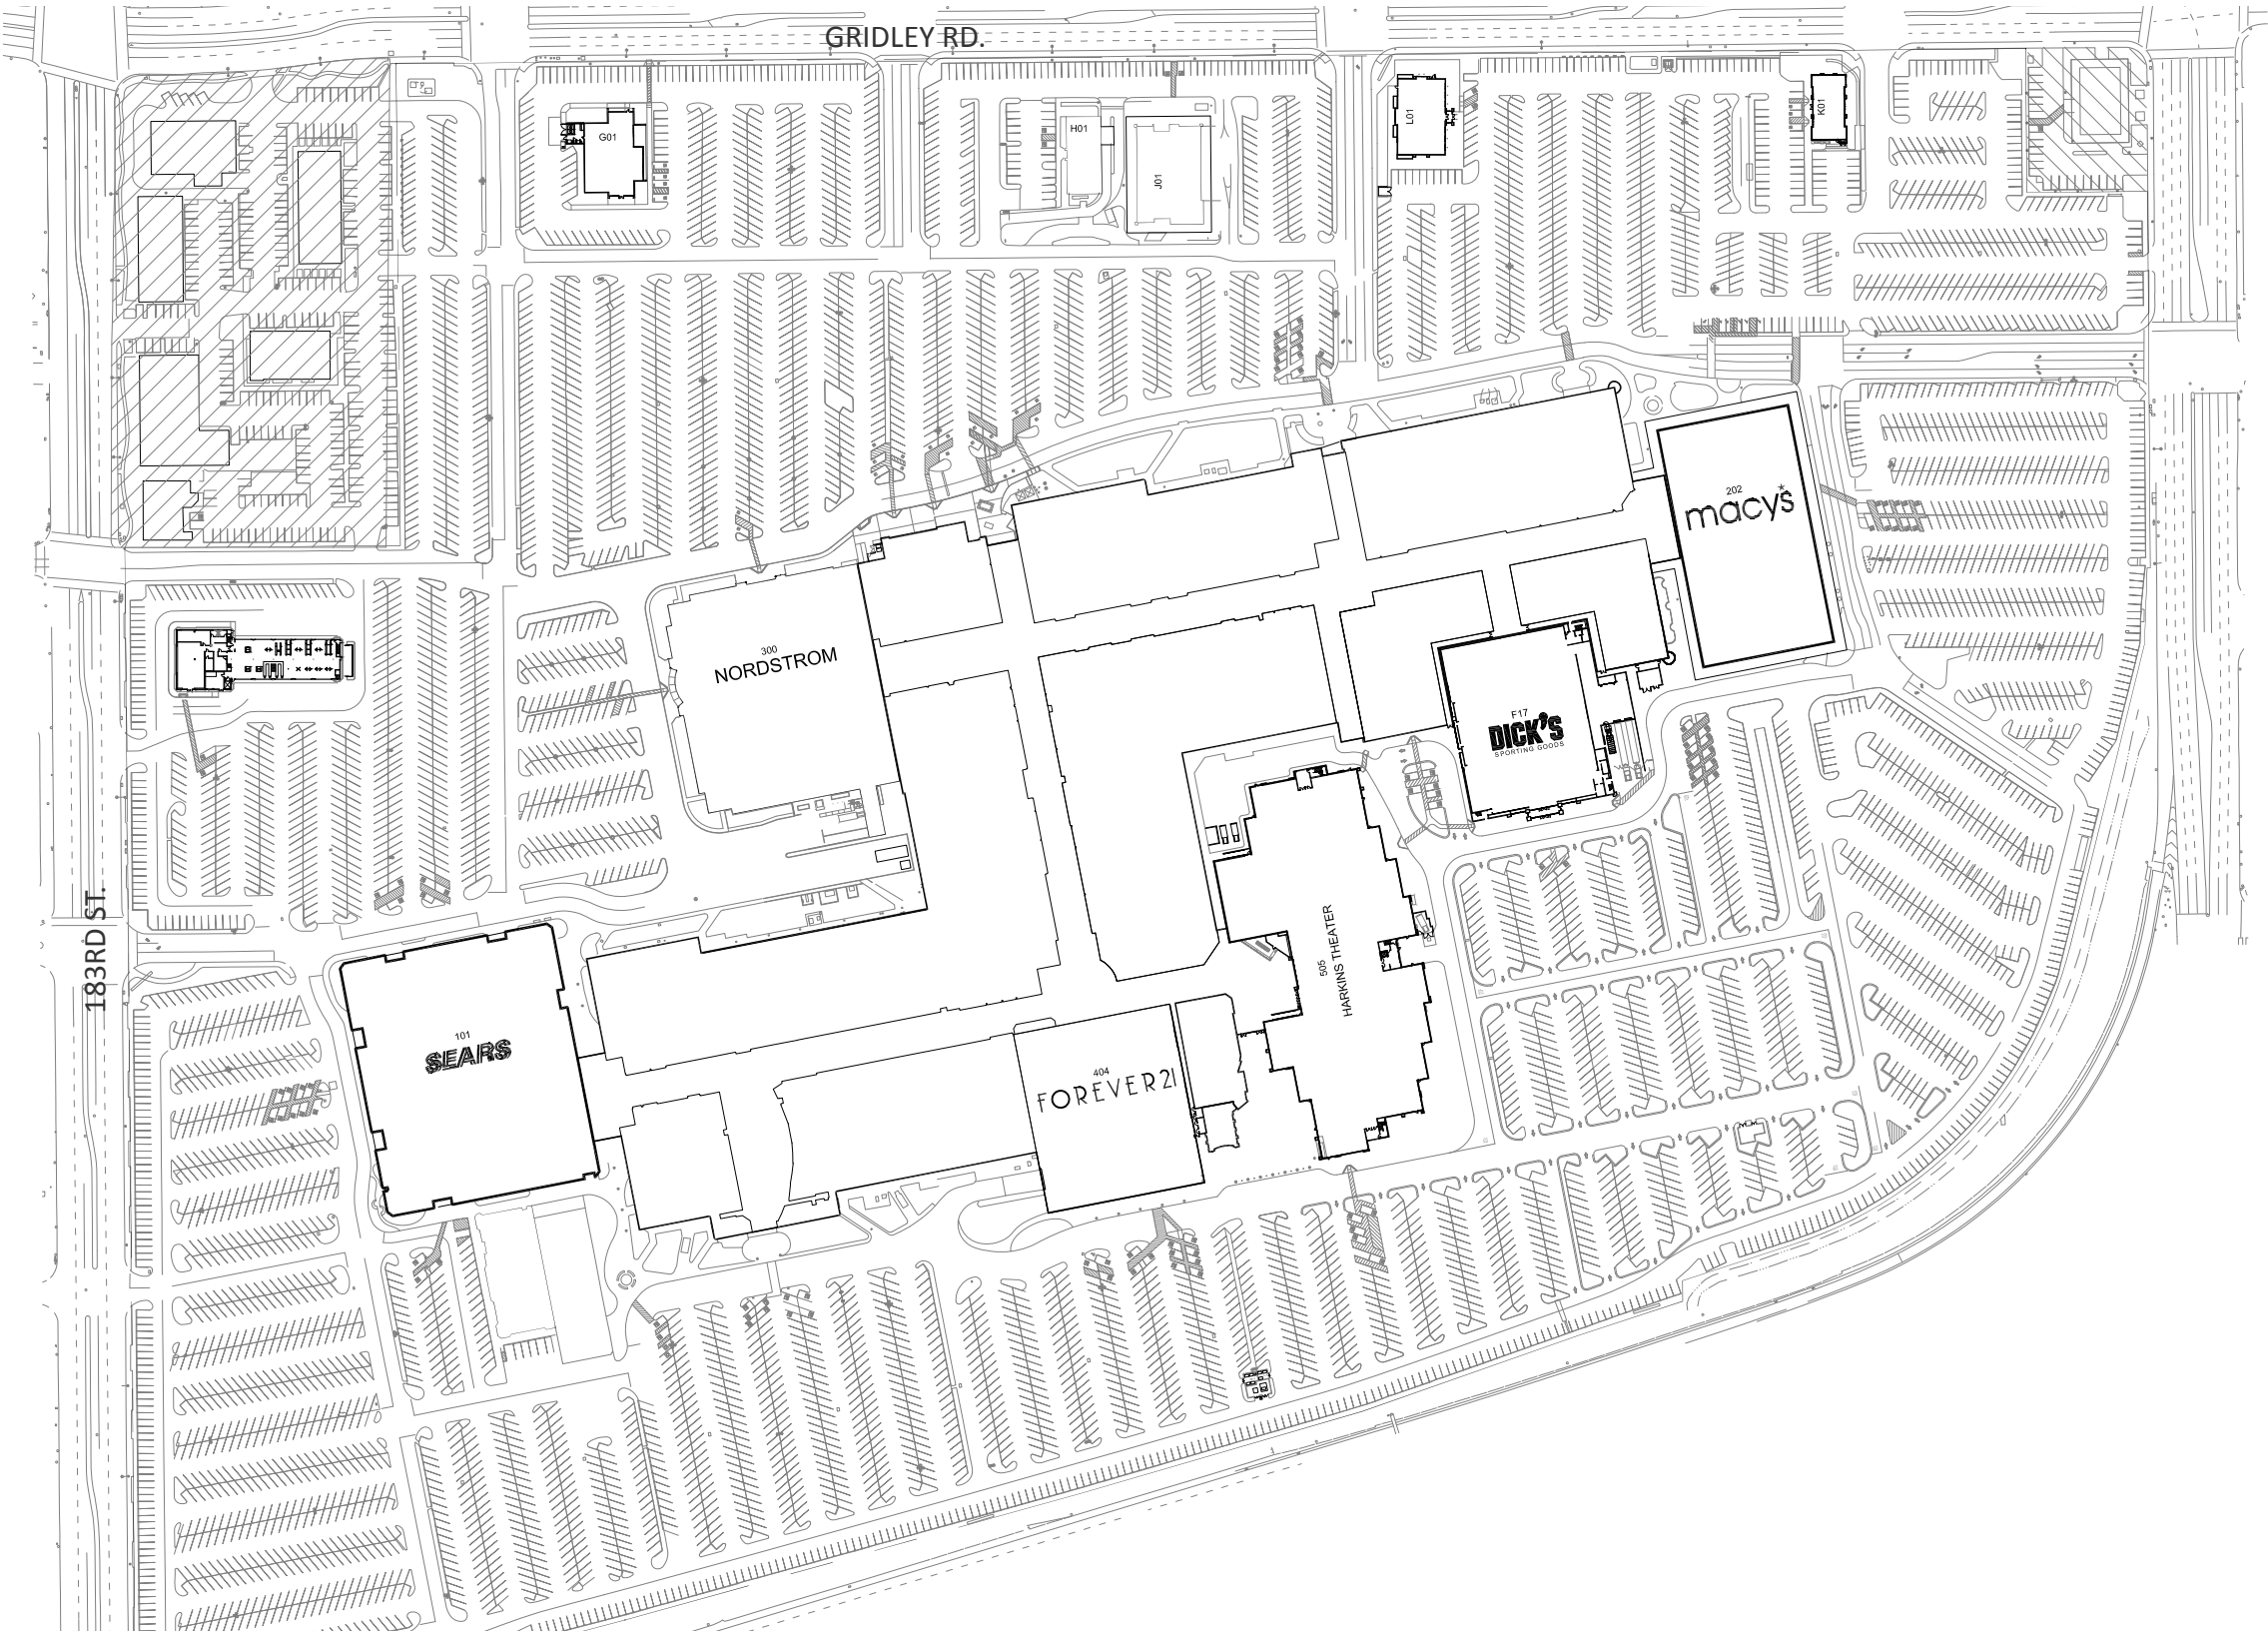 GRIDLEY RD.
G01
H01
J01
L01
K01
202
macy's
300
NORDSTROM
F17
DICK'S
SPORTING GOODS
183RD ST.
505
HARKINS THEATER
101
SEARS
404
FOREVER 21